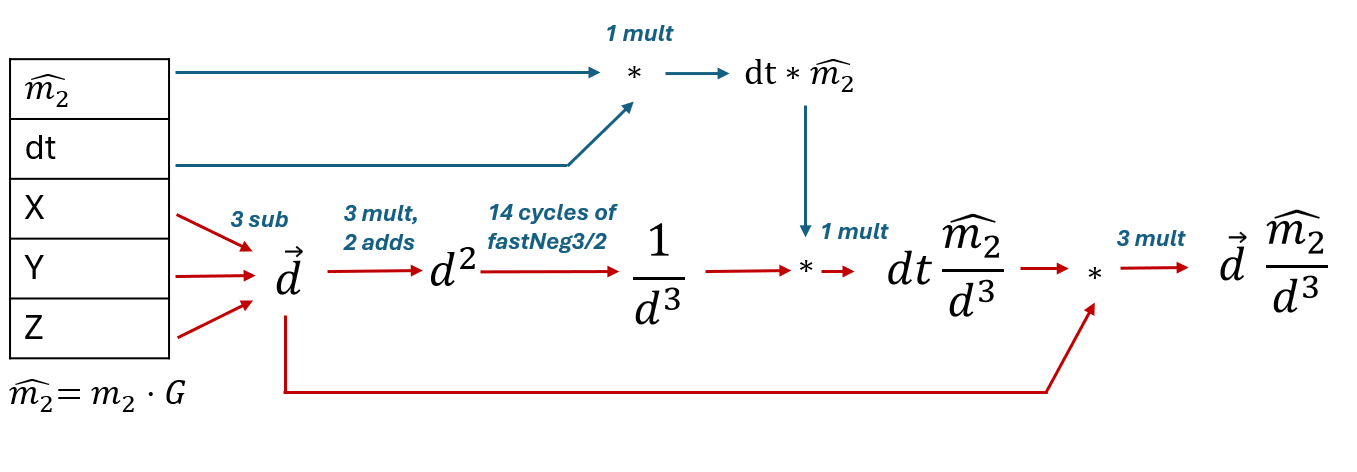 1 mult
\widehat{m_2}
* dt * \widehat{m_2}
dt
X
3 sub
3 mult,
2 adds
14 cycles of
fastNeg3/2
1 mult
3 mult
Y
\vec{d} d^2 \frac{1}{d^3} * dt \frac{\widehat{m_2}}{d^3} * \vec{d} \frac{\widehat{m_2}}{d^3}
Z
\widehat{m_2} = m_2 · G